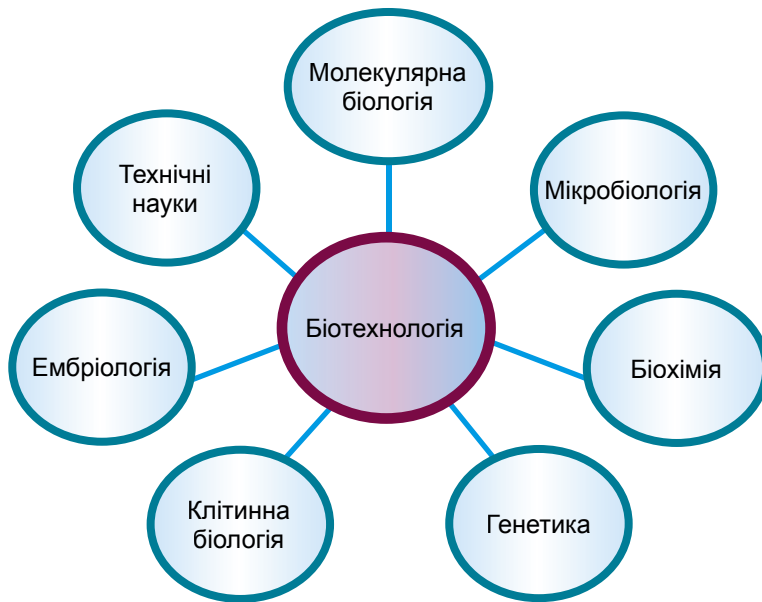 Молекулярна
біологія
Технічні
науки
Мікробіологія
Біотехнологія
Ембріологія
Біохімія
Клітинна
біологія
Генетика